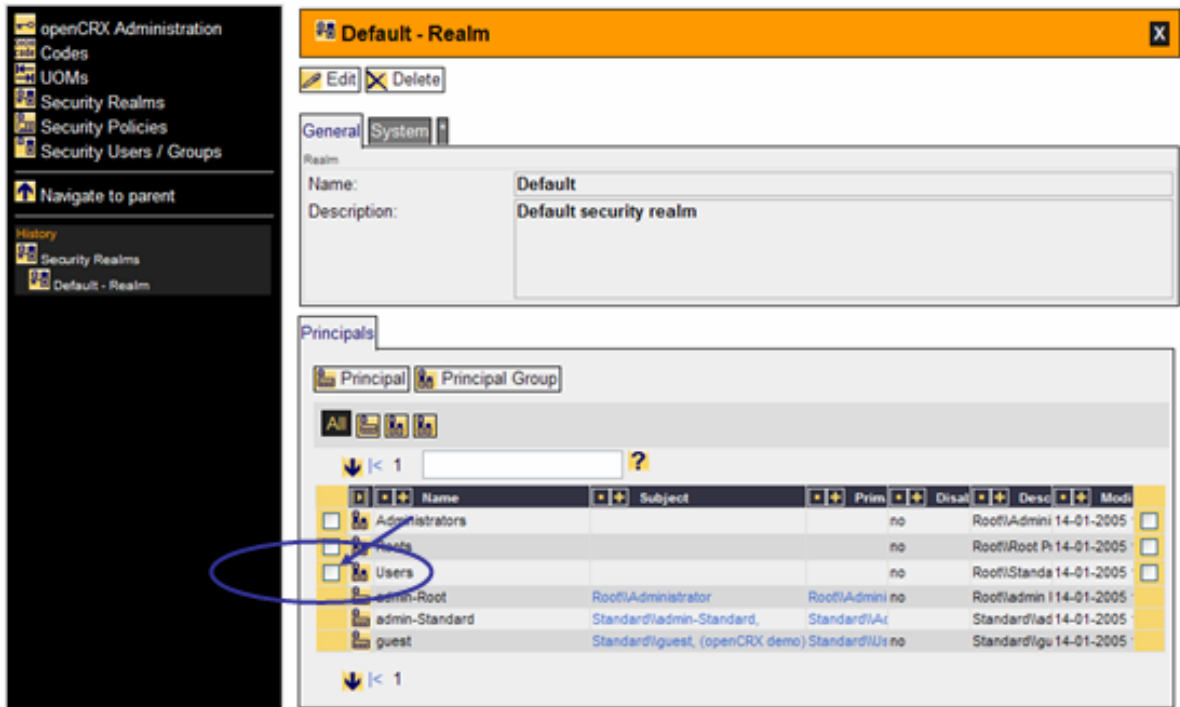 openCRX Administration
Codes
UOMs
Security Realms
Security Policies
Security Users / Groups
Navigate to parent
History
Security Realms
Default - Realm
Default - Realm X
Edit Delete
General System *
Realm
Name: Default
Description: Default security realm
Principals
Principal Principal Group
All
|< 1 ?
Name Subject Prim Disal Desc Modi
Administrators no Root\\Admini 14-01-2005
Roots no Root\\Root Pr 14-01-2005
Users no Root\\Standa 14-01-2005
admin-Root Root\\Administrator Root\\Admini no Root\\admin 14-01-2005
admin-Standard Standard\\admin-Standard, Standard\\Ad no Standard\\ad 14-01-2005
guest Standard\\guest, (openCRX demo) Standard\\Us no Standard\\gu 14-01-2005
|< 1